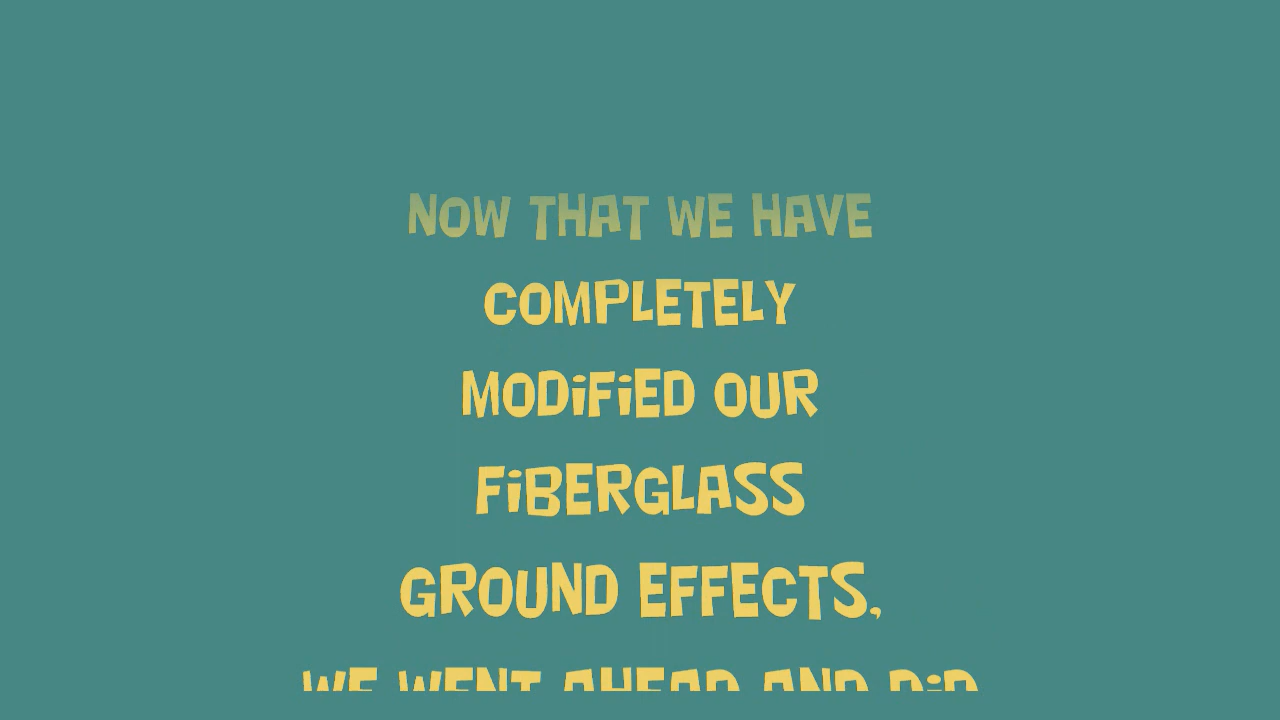 NOW THAT WE HAVE
COMPLETELY
MODiFiED OUR
FiBERGLASS
GROUND EFFECTS,
WE WENT AHEAD AND DiD